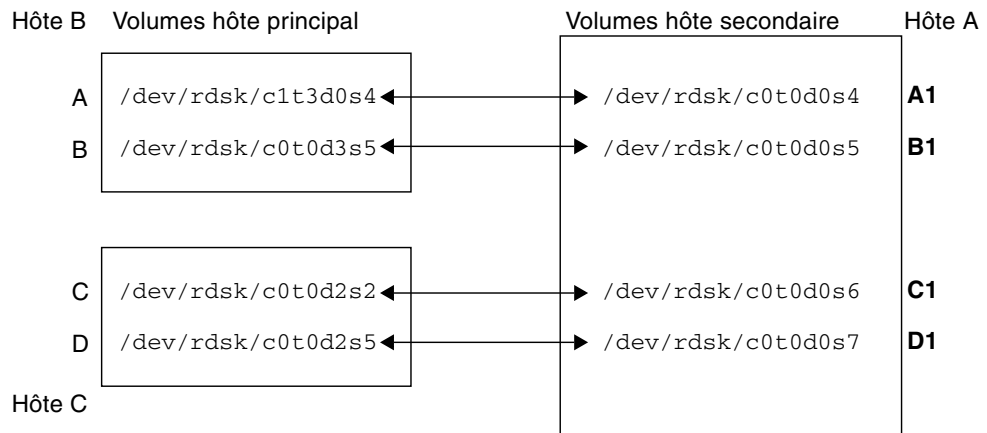 Hôte B Volumes hôte principal Volumes hôte secondaire Hôte A
A /dev/rdsk/c1t3d0s4 /dev/rdsk/c0t0d0s4 A1
B /dev/rdsk/c0t0d3s5 /dev/rdsk/c0t0d0s5 B1
C /dev/rdsk/c0t0d2s2 /dev/rdsk/c0t0d0s6 C1
D /dev/rdsk/c0t0d2s5 /dev/rdsk/c0t0d0s7 D1
Hôte C